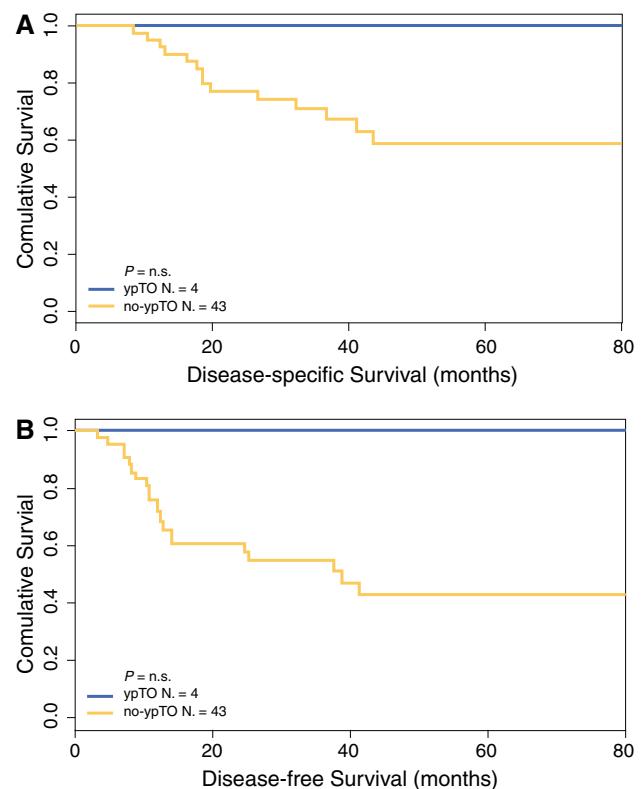 A
Comulative Survial
1.0
0.8
0.6
0.4
0.2
0.0
P = n.s.
ypTO N. = 4
no-ypTO N. = 43
0 20 40 60 80
Disease-specific Survival (months)
B
Comulative Survial
1.0
0.8
0.6
0.4
0.2
0.0
P = n.s.
ypTO N. = 4
no-ypTO N. = 43
0 20 40 60 80
Disease-free Survival (months)